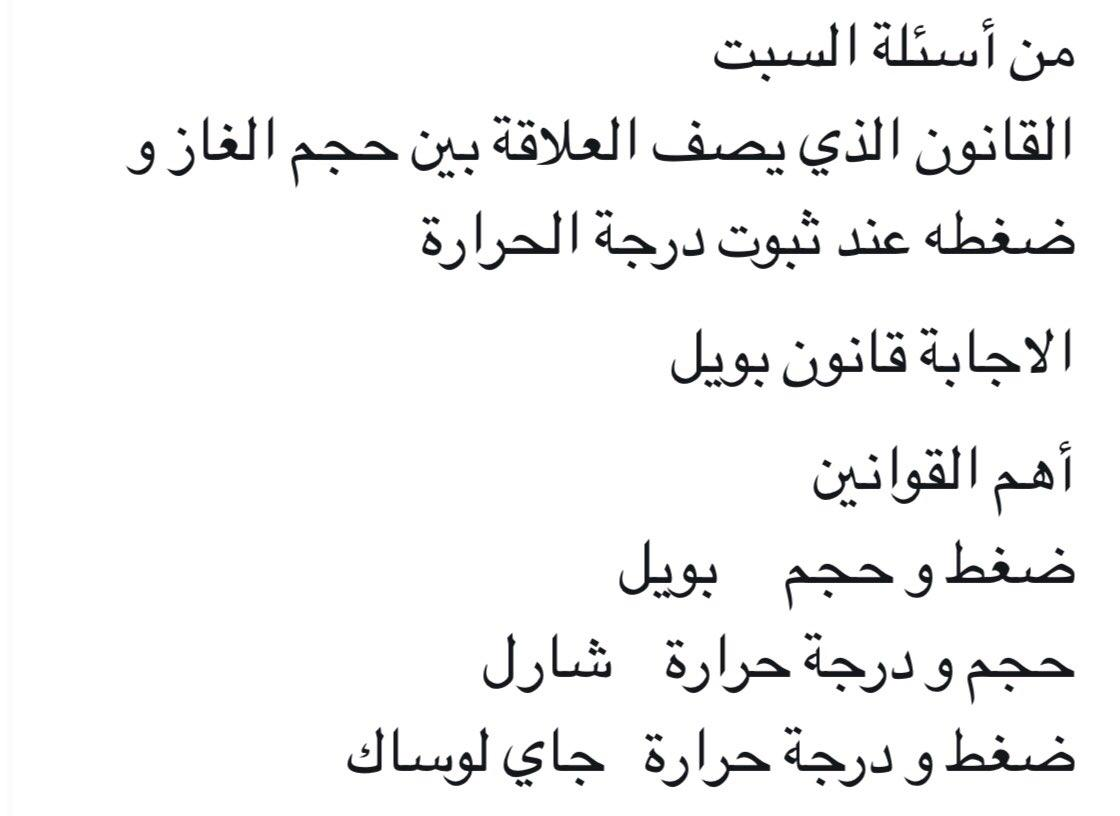 من أسئلة السبت
القانون الذي يصف العلاقة بين حجم الغاز و
ضغطه عند ثبوت درجة الحرارة
الاجابة قانون بويل
أهم القوانين
ضغط و حجم بويل
حجم و درجة حرارة شارل
ضغط و درجة حرارة جاي لوساك